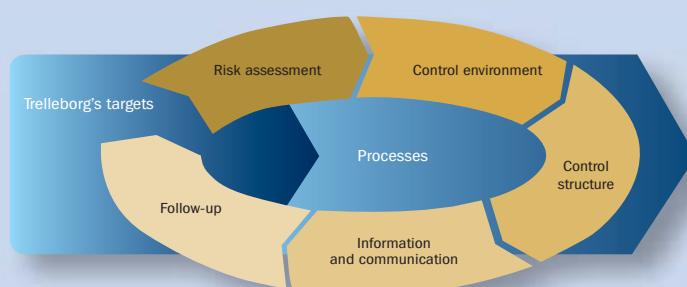 Risk assessment
Control environment
Trelleborg's targets
Processes
Control
structure
Follow-up
Information
and communication